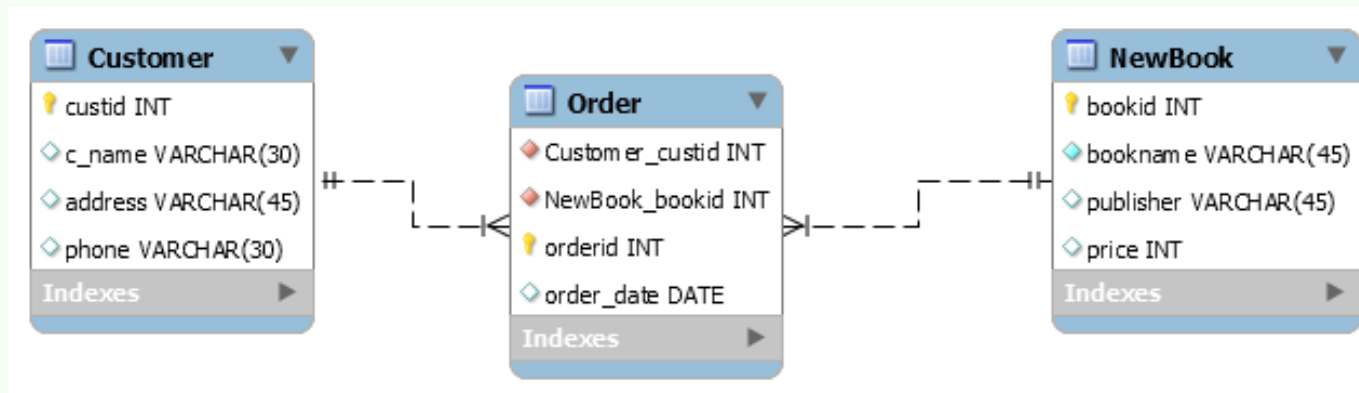 Customer
custid INT
c_name VARCHAR(30)
address VARCHAR(45)
phone VARCHAR(30)
Indexes
Order
Customer_custid INT
NewBook_bookid INT
orderid INT
order_date DATE
Indexes
NewBook
bookid INT
bookname VARCHAR(45)
publisher VARCHAR(45)
price INT
Indexes